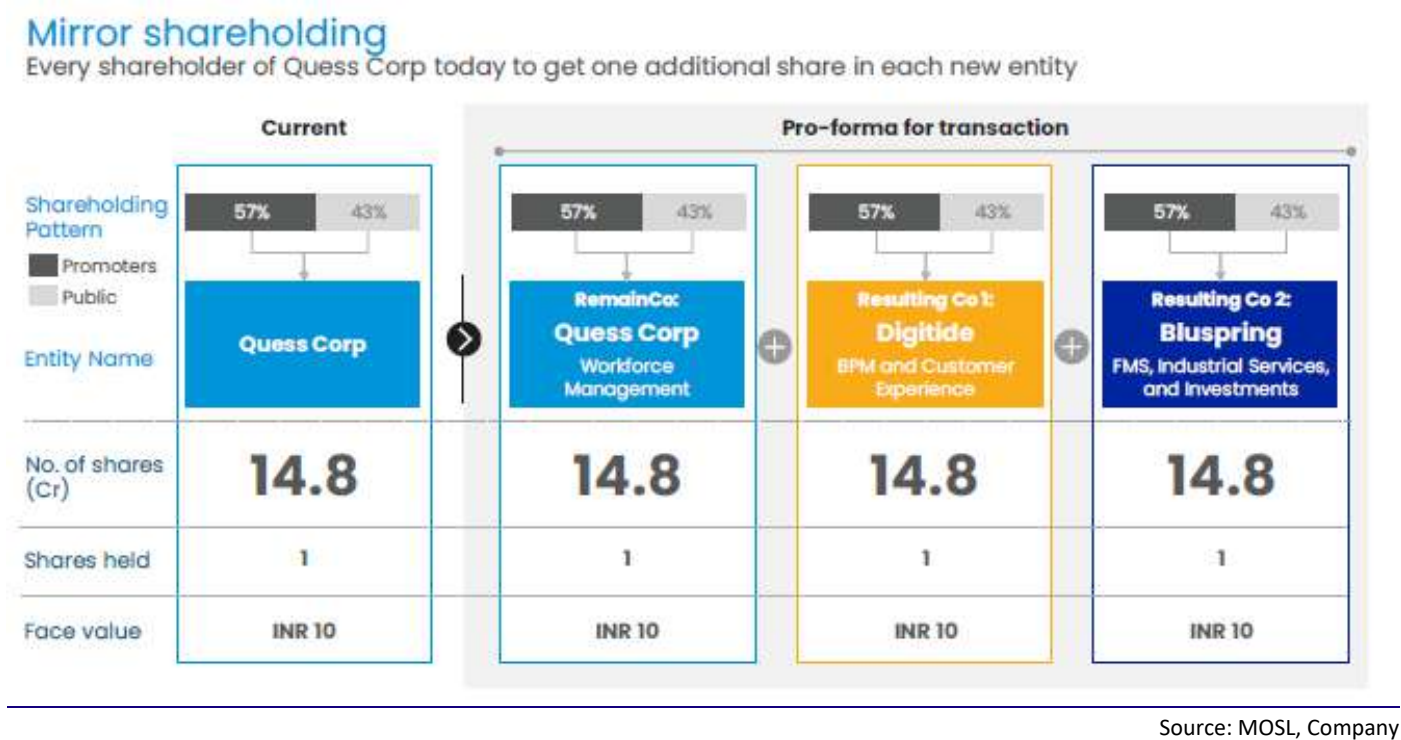 Mirror shareholding
Every shareholder of Quess Corp today to get one additional share in each new entity
Current
Pro-forma for transaction
Shareholding
Pattern
Promoters
Public
57% 43%
57% 43%
57% 43%
57% 43%
Entity Name
Quess Corp
RemainCo:
Quess Corp
Workforce
Management
Resulting Co 1:
Digitide
BPM and Customer
Experience
Resulting Co 2:
Bluspring
FMS, Industrial Services,
and Investments
No. of shares
(Cr)
14.8 14.8 14.8 14.8
Shares held 1 1 1 1
Face value INR 10 INR 10 INR 10 INR 10
Source: MOSL, Company